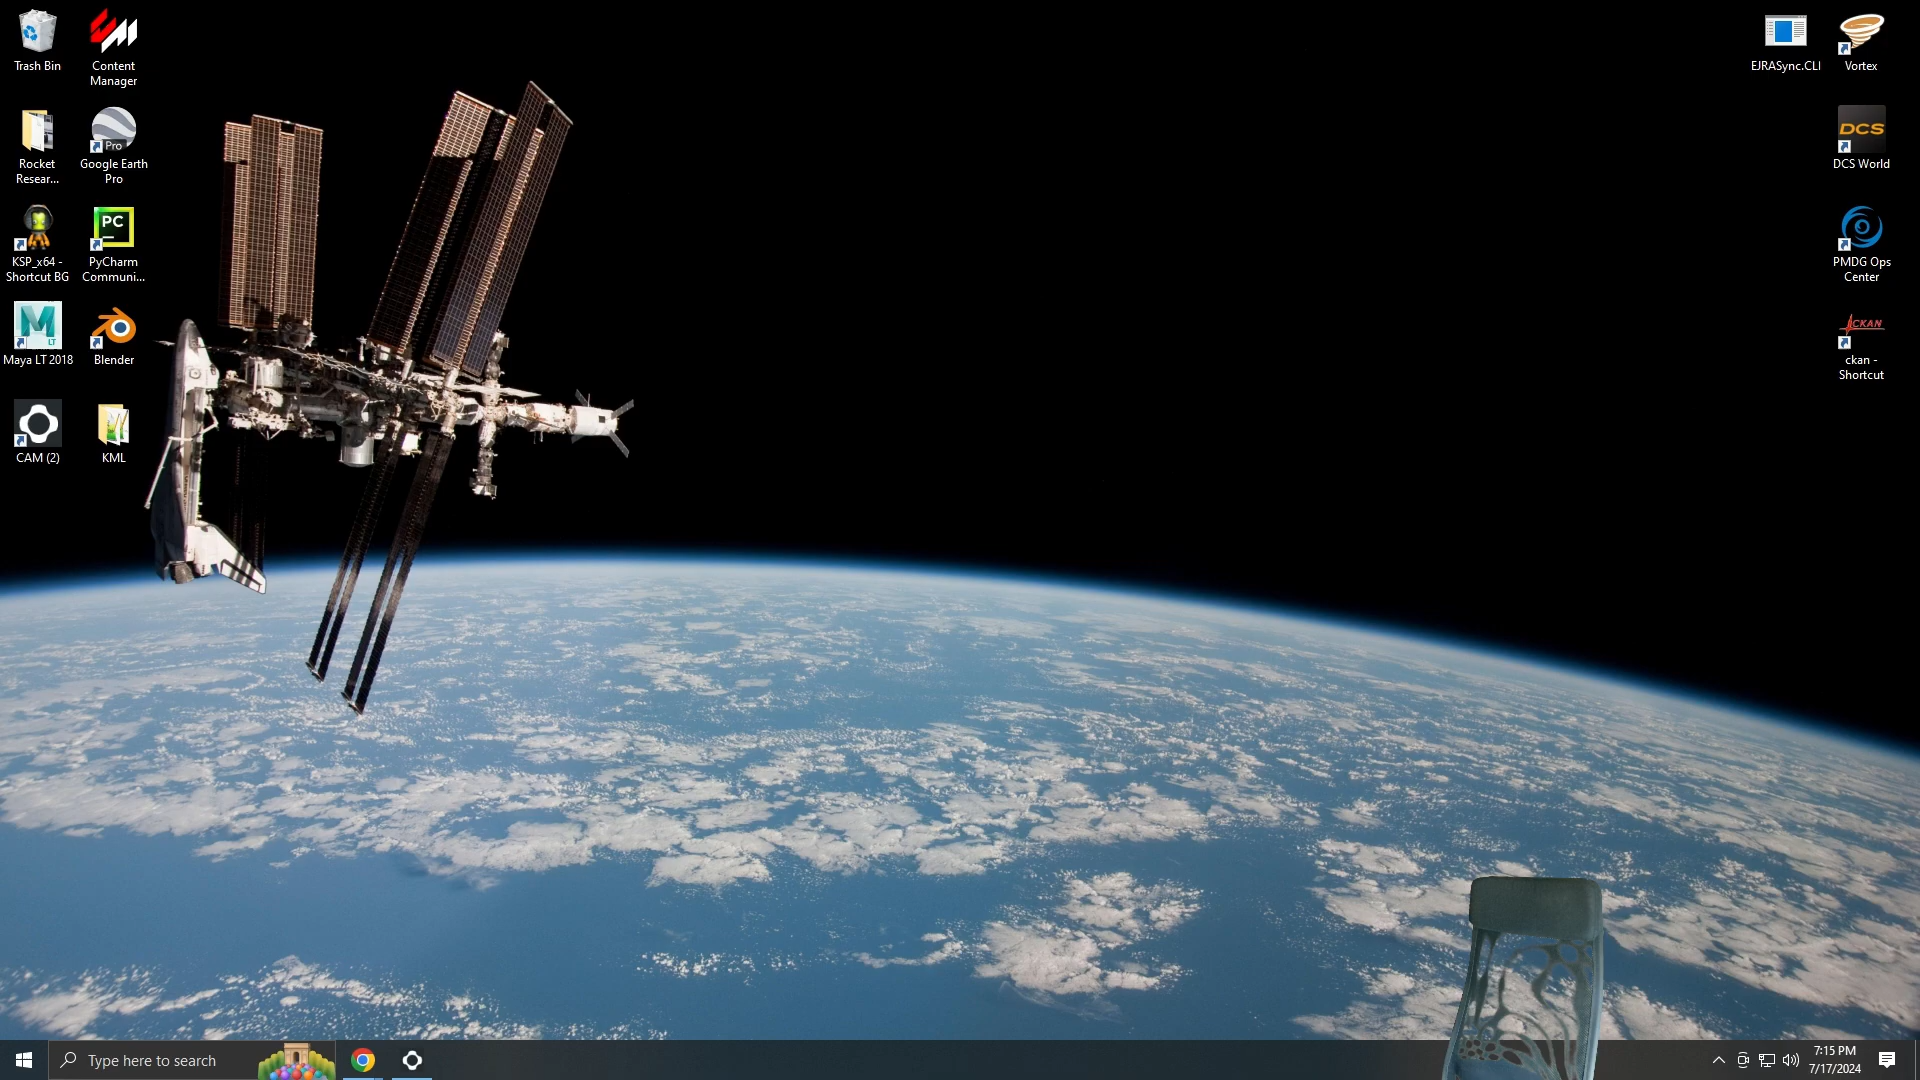 Trash Bin
Content
Manager
EJRASync.CLI
Vortex
Rocket
Resear...
Pro
Google Earth
Pro
DCS
DCS World
KSP_x64 -
Shortcut BG
PC
PyCharm
Communi...
PMDG Ops
Center
M
LT
Maya LT 2018
Blender
CKAN
ckan -
Shortcut
CAM (2)
KML
Type here to search
7:15 PM
7/17/2024